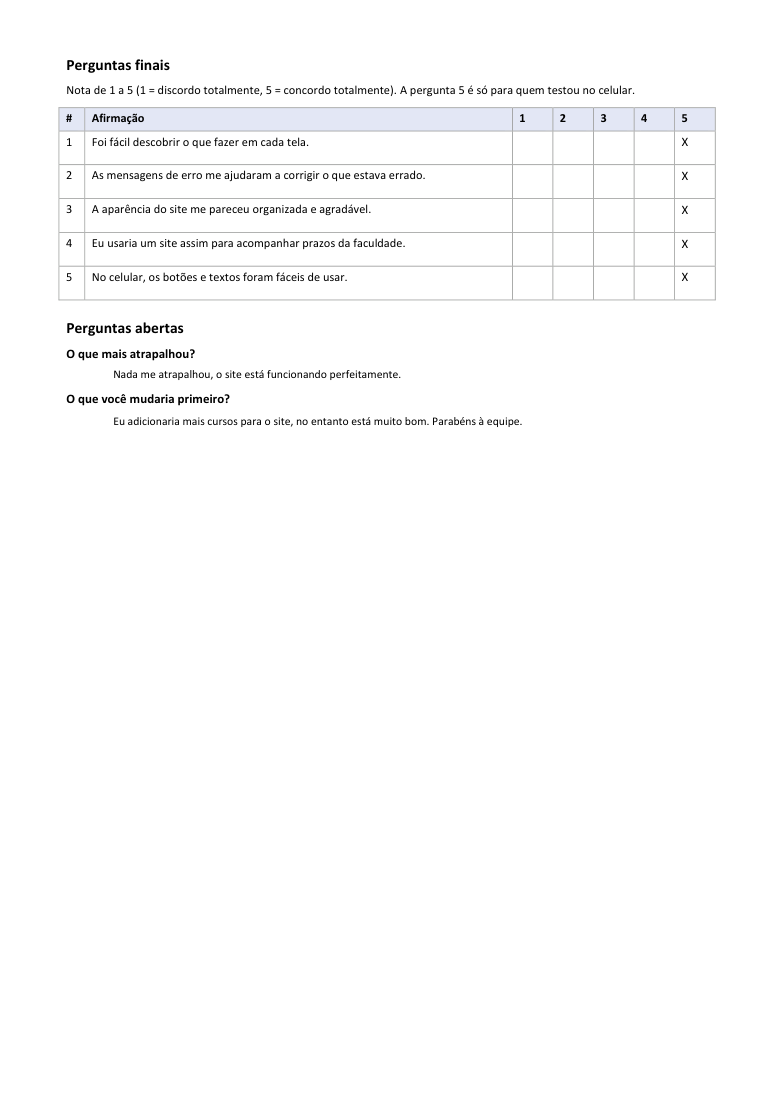 Perguntas finais
Nota de 1 a 5 (1 = discordo totalmente, 5 = concordo totalmente). A pergunta 5 é só para quem testou no celular.
# Afirmação 1 2 3 4 5
1 Foi fácil descobrir o que fazer em cada tela. X
2 As mensagens de erro me ajudaram a corrigir o que estava errado. X
3 A aparência do site me pareceu organizada e agradável. X
4 Eu usaria um site assim para acompanhar prazos da faculdade. X
5 No celular, os botões e textos foram fáceis de usar. X
Perguntas abertas
O que mais atrapalhou?
Nada me atrapalhou, o site está funcionando perfeitamente.
O que você mudaria primeiro?
Eu adicionaria mais cursos para o site, no entanto está muito bom. Parabéns à equipe.